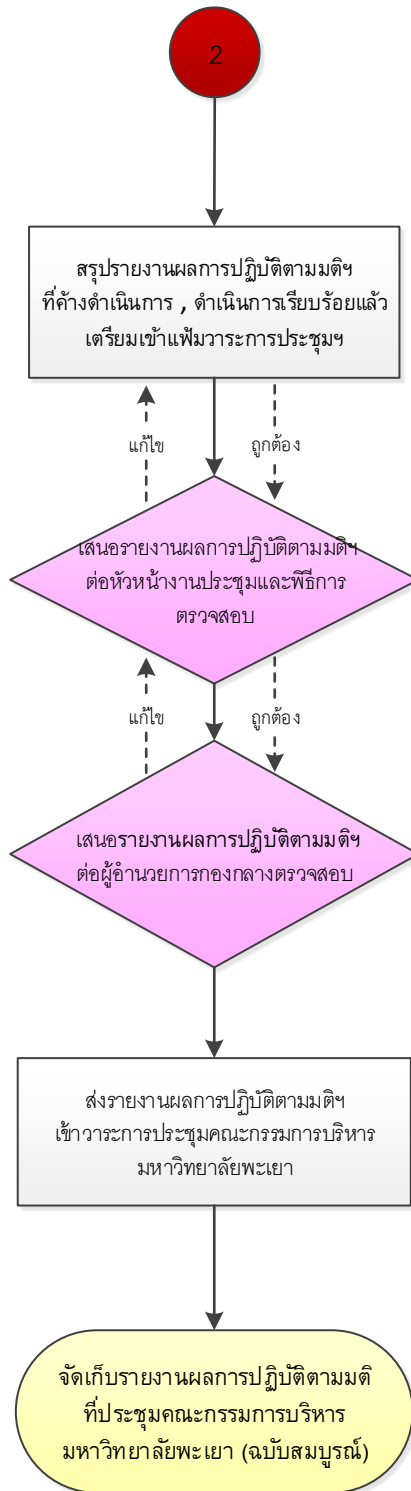 2
สรุปรายงานผลการปฏิบัติตามมติฯ
ที่ค้างดำเนินการ , ดำเนินการเรียบร้อยแล้ว
เตรียมเข้าแฟ้มวาระการประชุมฯ
แก้ไข
ถูกต้อง
เสนอรายงานผลการปฏิบัติตามมติฯ
ต่อหัวหน้างานประชุมและพิธีการ
ตรวจสอบ
แก้ไข
ถูกต้อง
เสนอรายงานผลการปฏิบัติตามมติฯ
ต่อผู้อำนวยการกองกลางตรวจสอบ
ส่งรายงานผลการปฏิบัติตามมติฯ
เข้าวาระการประชุมคณะกรรมการบริหาร
มหาวิทยาลัยพะเยา
จัดเก็บรายงานผลการปฏิบัติตามมติ
ที่ประชุมคณะกรรมการบริหาร
มหาวิทยาลัยพะเยา (ฉบับสมบูรณ์)